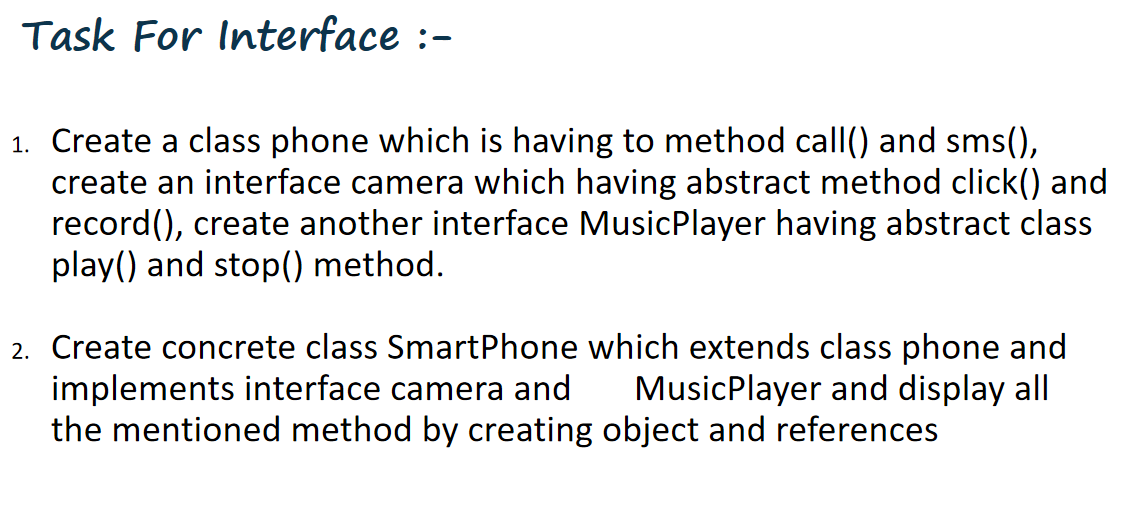 Task For Interface :-
1. Create a class phone which is having to method call() and sms(),
create an interface camera which having abstract method click() and
record(), create another interface MusicPlayer having abstract class
play() and stop() method.
2. Create concrete class SmartPhone which extends class phone and
implements interface camera and MusicPlayer and display all
the mentioned method by creating object and references